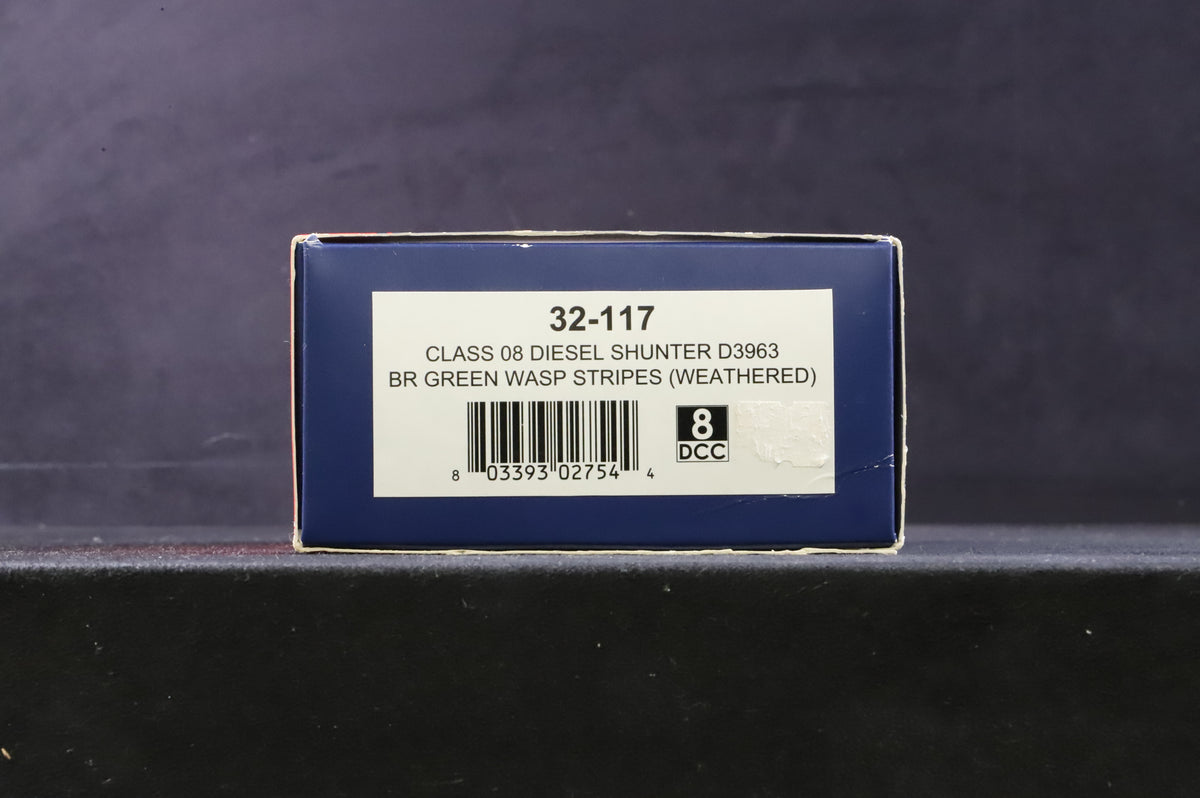 32-117
CLASS 08 DIESEL SHUNTER D3963
BR GREEN WASP STRIPES (WEATHERED)
8 03393 02754 4
8
DCC